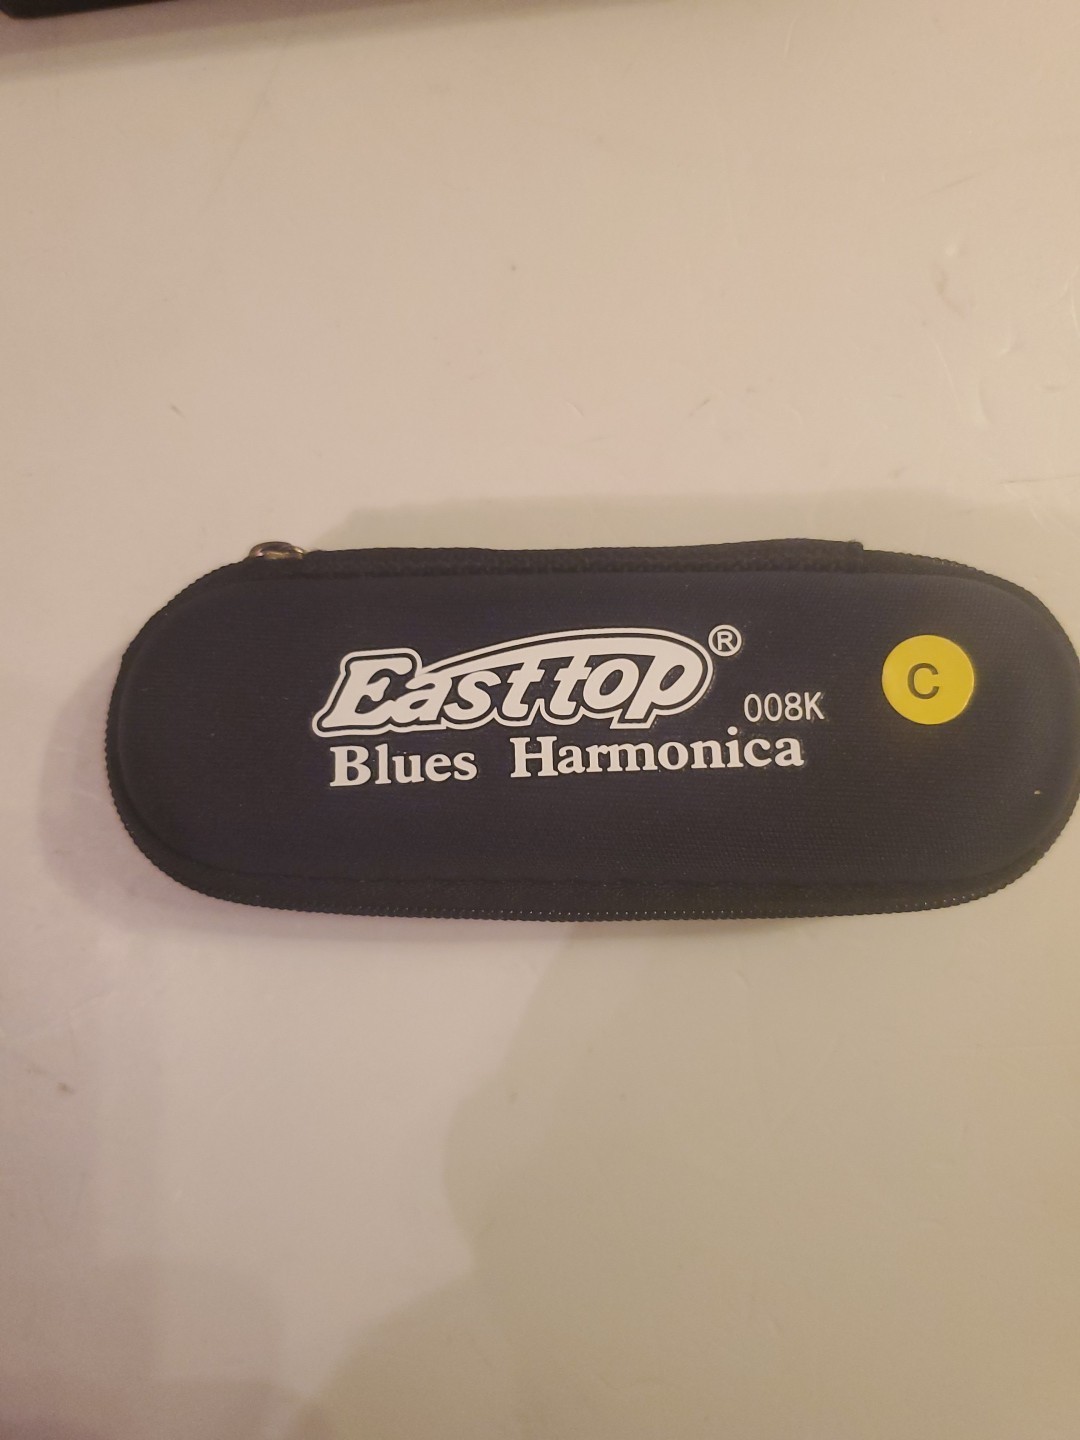 Easttop®
008K
C
Blues Harmonica